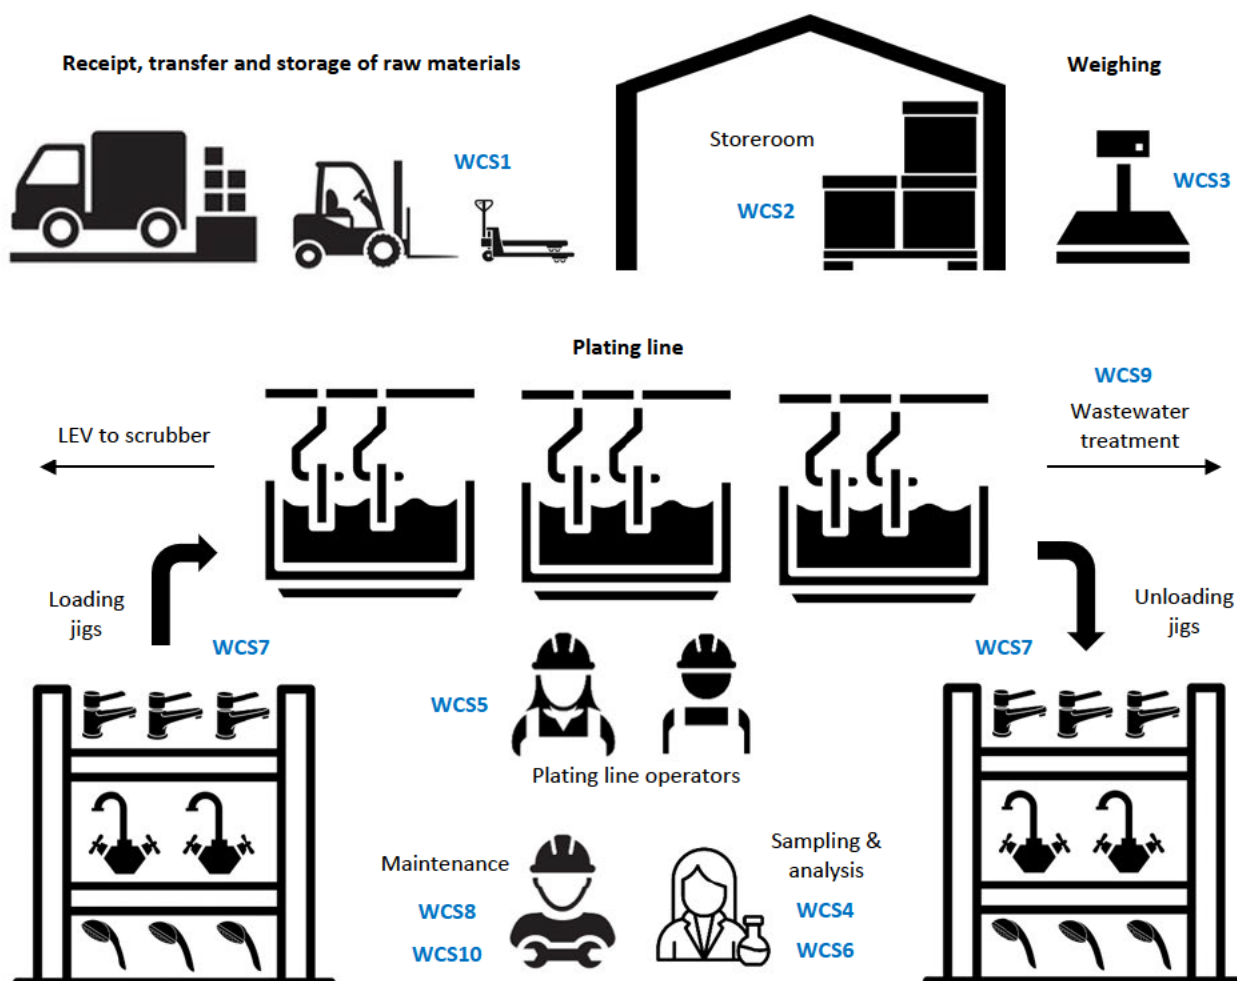 Receipt, transfer and storage of raw materials
Weighing
Storeroom
WCS1
WCS2
WCS3
Plating line
WCS9
LEV to scrubber
Wastewater
treatment
Loading
jigs
Unloading
jigs
WCS7
WCS7
WCS5
Plating line operators
Maintenance
WCS8
WCS10
Sampling &
analysis
WCS4
WCS6